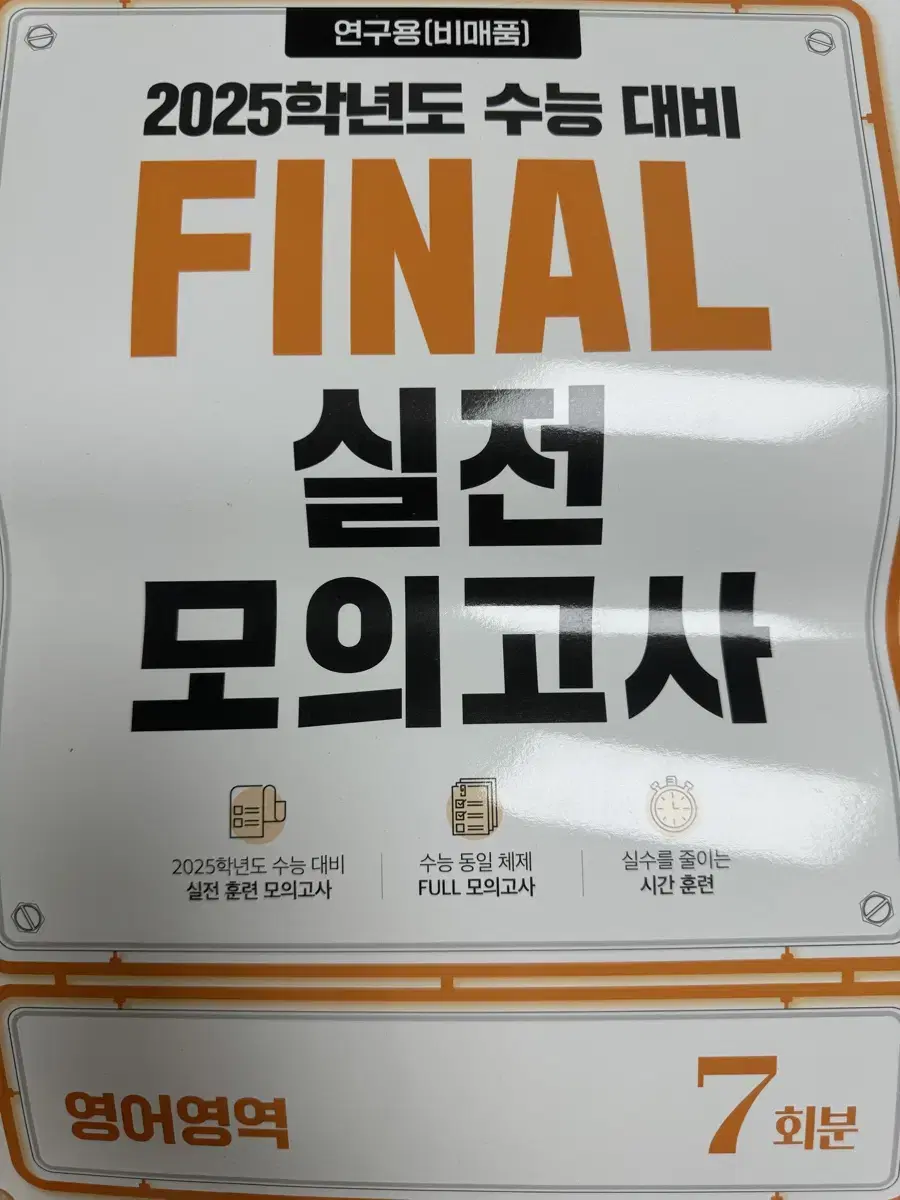 연구용(비매품)
2025학년도 수능 대비
FINAL
실전
모의고사
2025학년도 수능 대비
실전 훈련 모의고사
수능 동일 체제
FULL 모의고사
실수를 줄이는
시간 훈련
영어영역
7회분